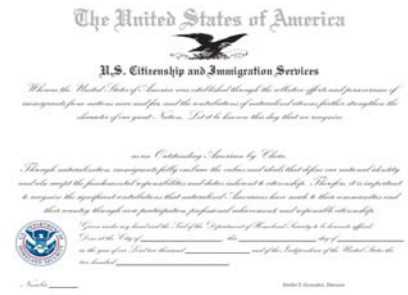 The United States of America
U.S. Citizenship and Immigration Services
Whereas the United States of America was established through the collective efforts and perseverance of
immigrants from nations near and far, and the contributions of naturalized citizens further strengthen the
character of our great Nation. Let it be known this day that we recognize
as an Outstanding American by Choice.
Through naturalization, immigrants fully embrace the values and ideals that define our national identity
and also accept the fundamental responsibilities and duties inherent to citizenship. Therefore, it is important
to recognize the significant contributions that naturalized Americans have made to their communities and
their country through civic participation, professional achievement and responsible citizenship.
Given under my hand and the Seal of the Department of Homeland Security to be hereunto affixed.
Done at the City of this day of
in the year of our Lord two thousand and of the Independence of the United States the
two hundred
Number
Emilio T. Gonzalez, Director